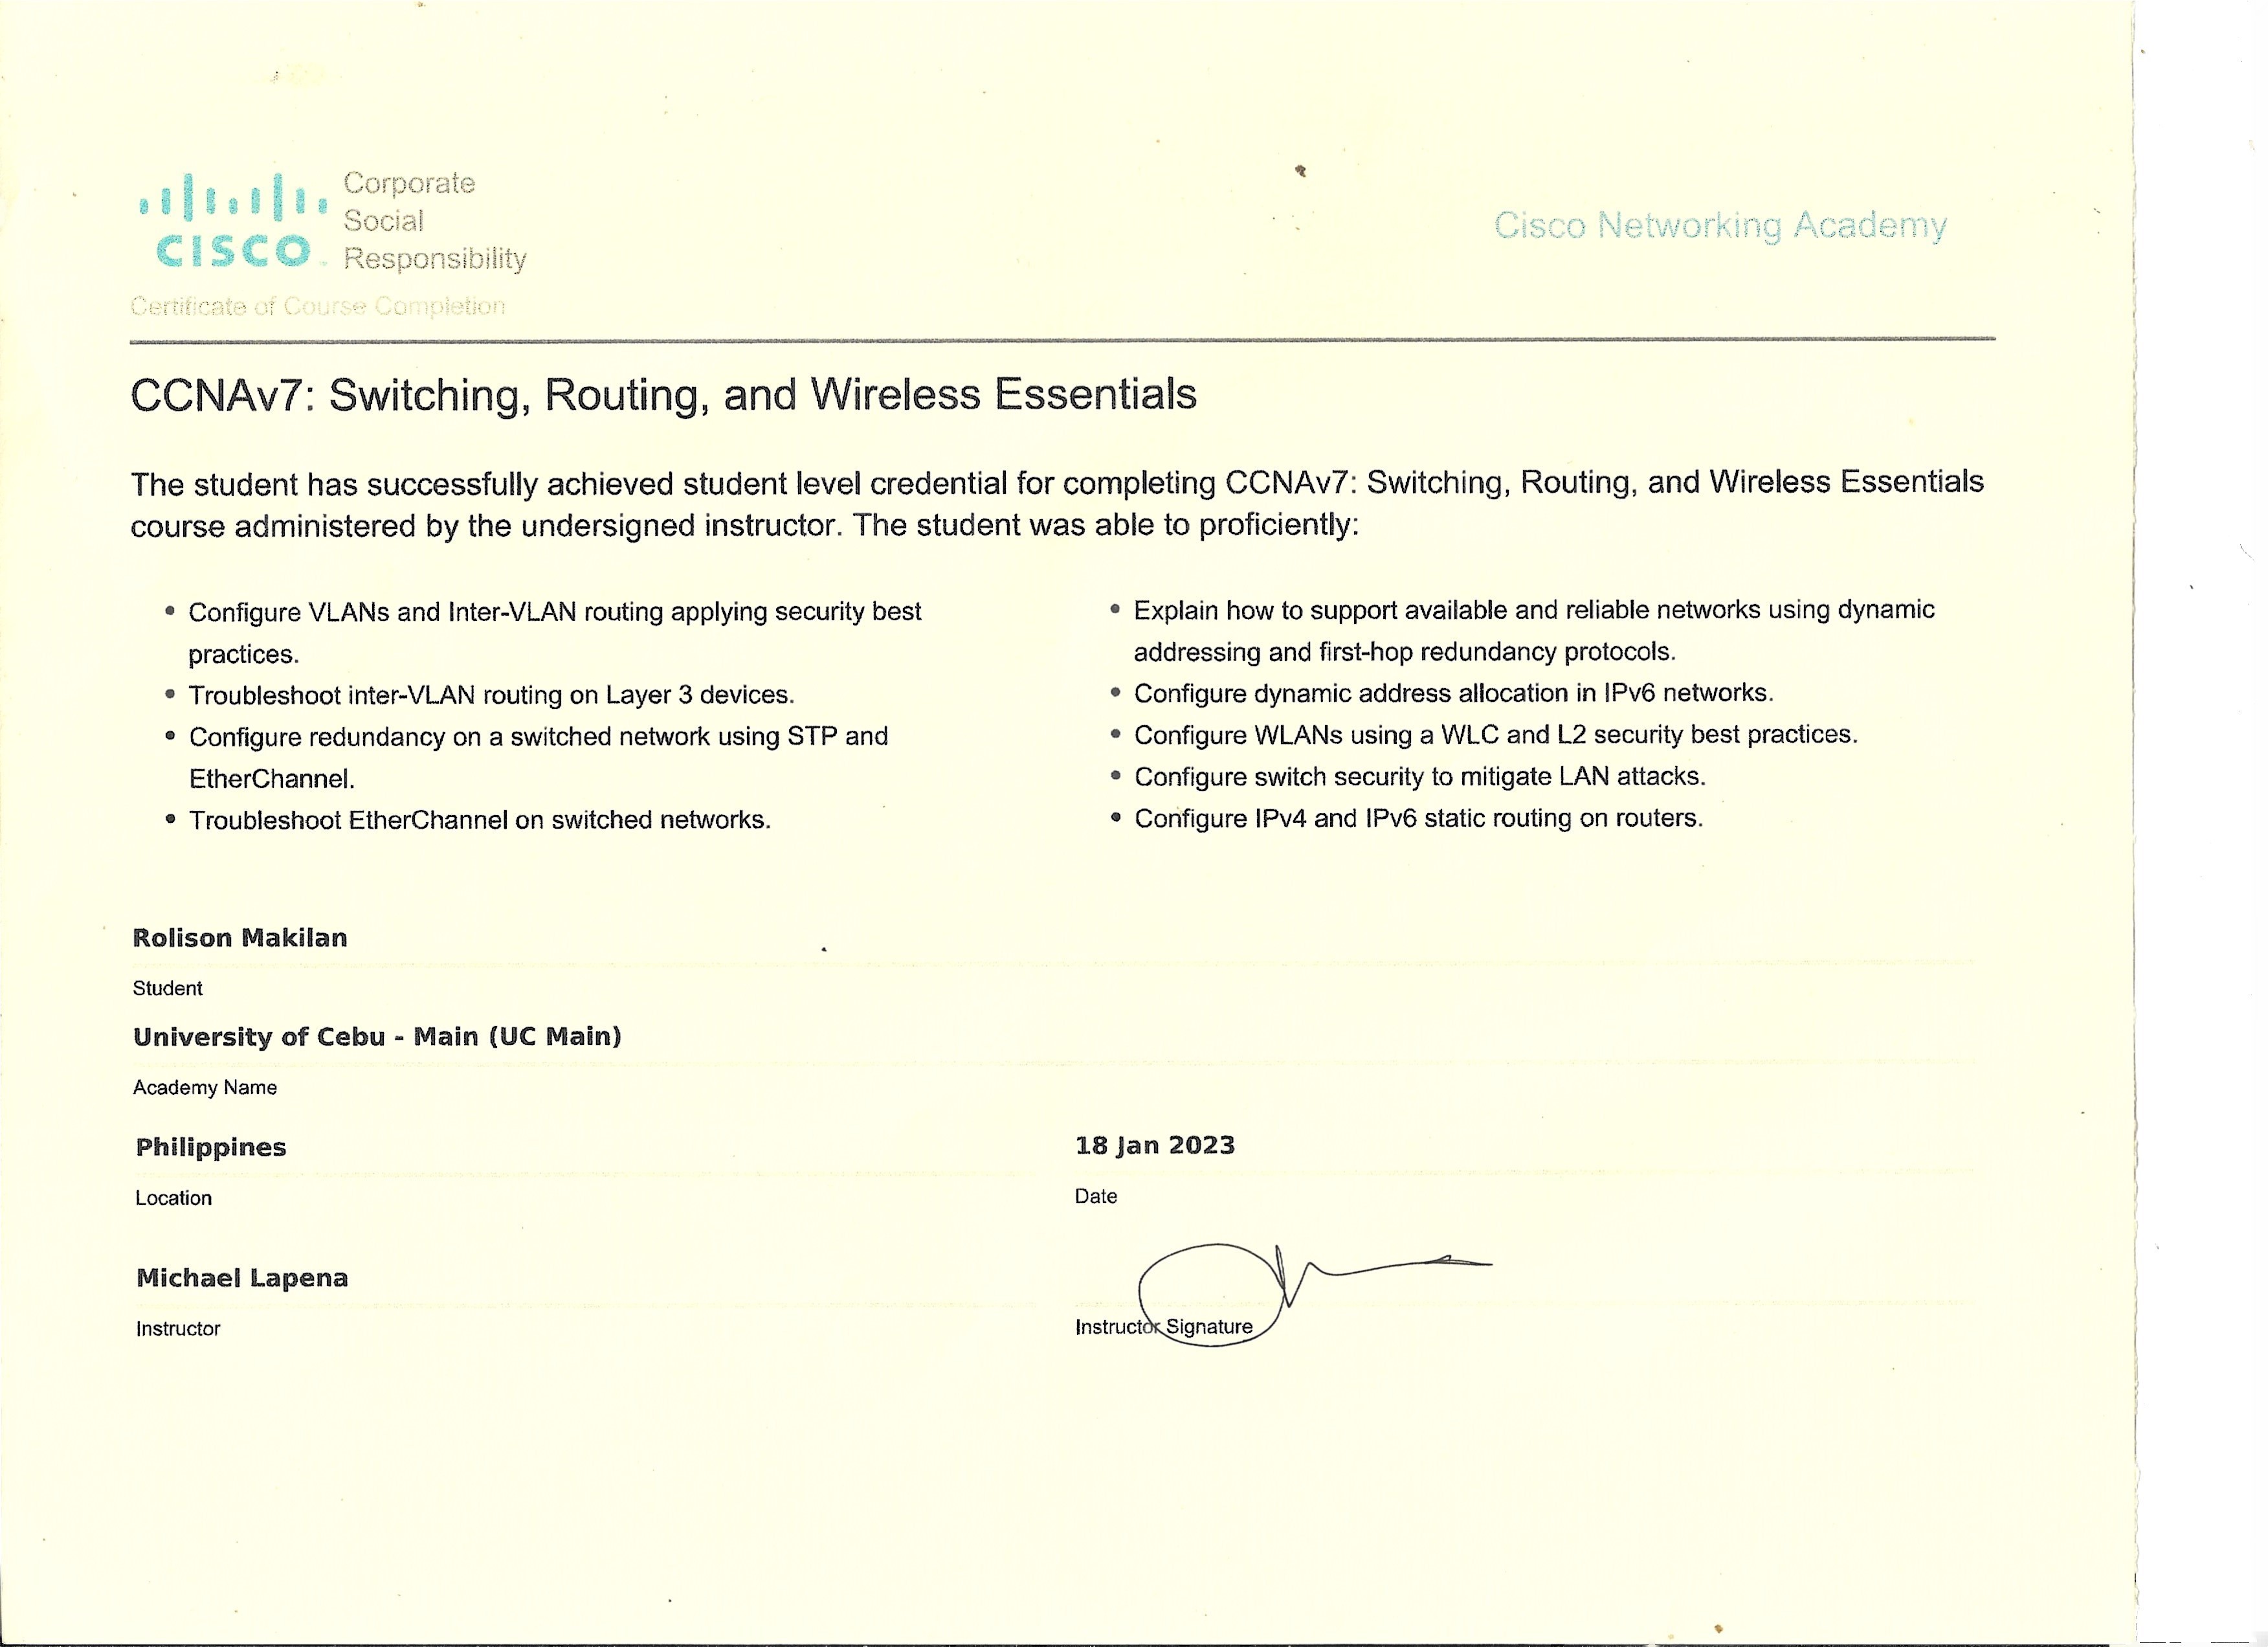 Corporate
Social
Responsibility
CISCO
Cisco Networking Academy
Certificate of Course Completion
CCNAv7: Switching, Routing, and Wireless Essentials
The student has successfully achieved student level credential for completing CCNAv7: Switching, Routing, and Wireless Essentials
course administered by the undersigned instructor. The student was able to proficiently:
• Configure VLANs and Inter-VLAN routing applying security best
practices.
• Troubleshoot inter-VLAN routing on Layer 3 devices.
• Configure redundancy on a switched network using STP and
EtherChannel.
• Troubleshoot EtherChannel on switched networks.
• Explain how to support available and reliable networks using dynamic
addressing and first-hop redundancy protocols.
• Configure dynamic address allocation in IPv6 networks.
• Configure WLANs using a WLC and L2 security best practices.
• Configure switch security to mitigate LAN attacks.
• Configure IPv4 and IPv6 static routing on routers.
Rolison Makilan
Student
University of Cebu - Main (UC Main)
Academy Name
Philippines
Location
18 Jan 2023
Date
Michael Lapena
Instructor
Instructor Signature